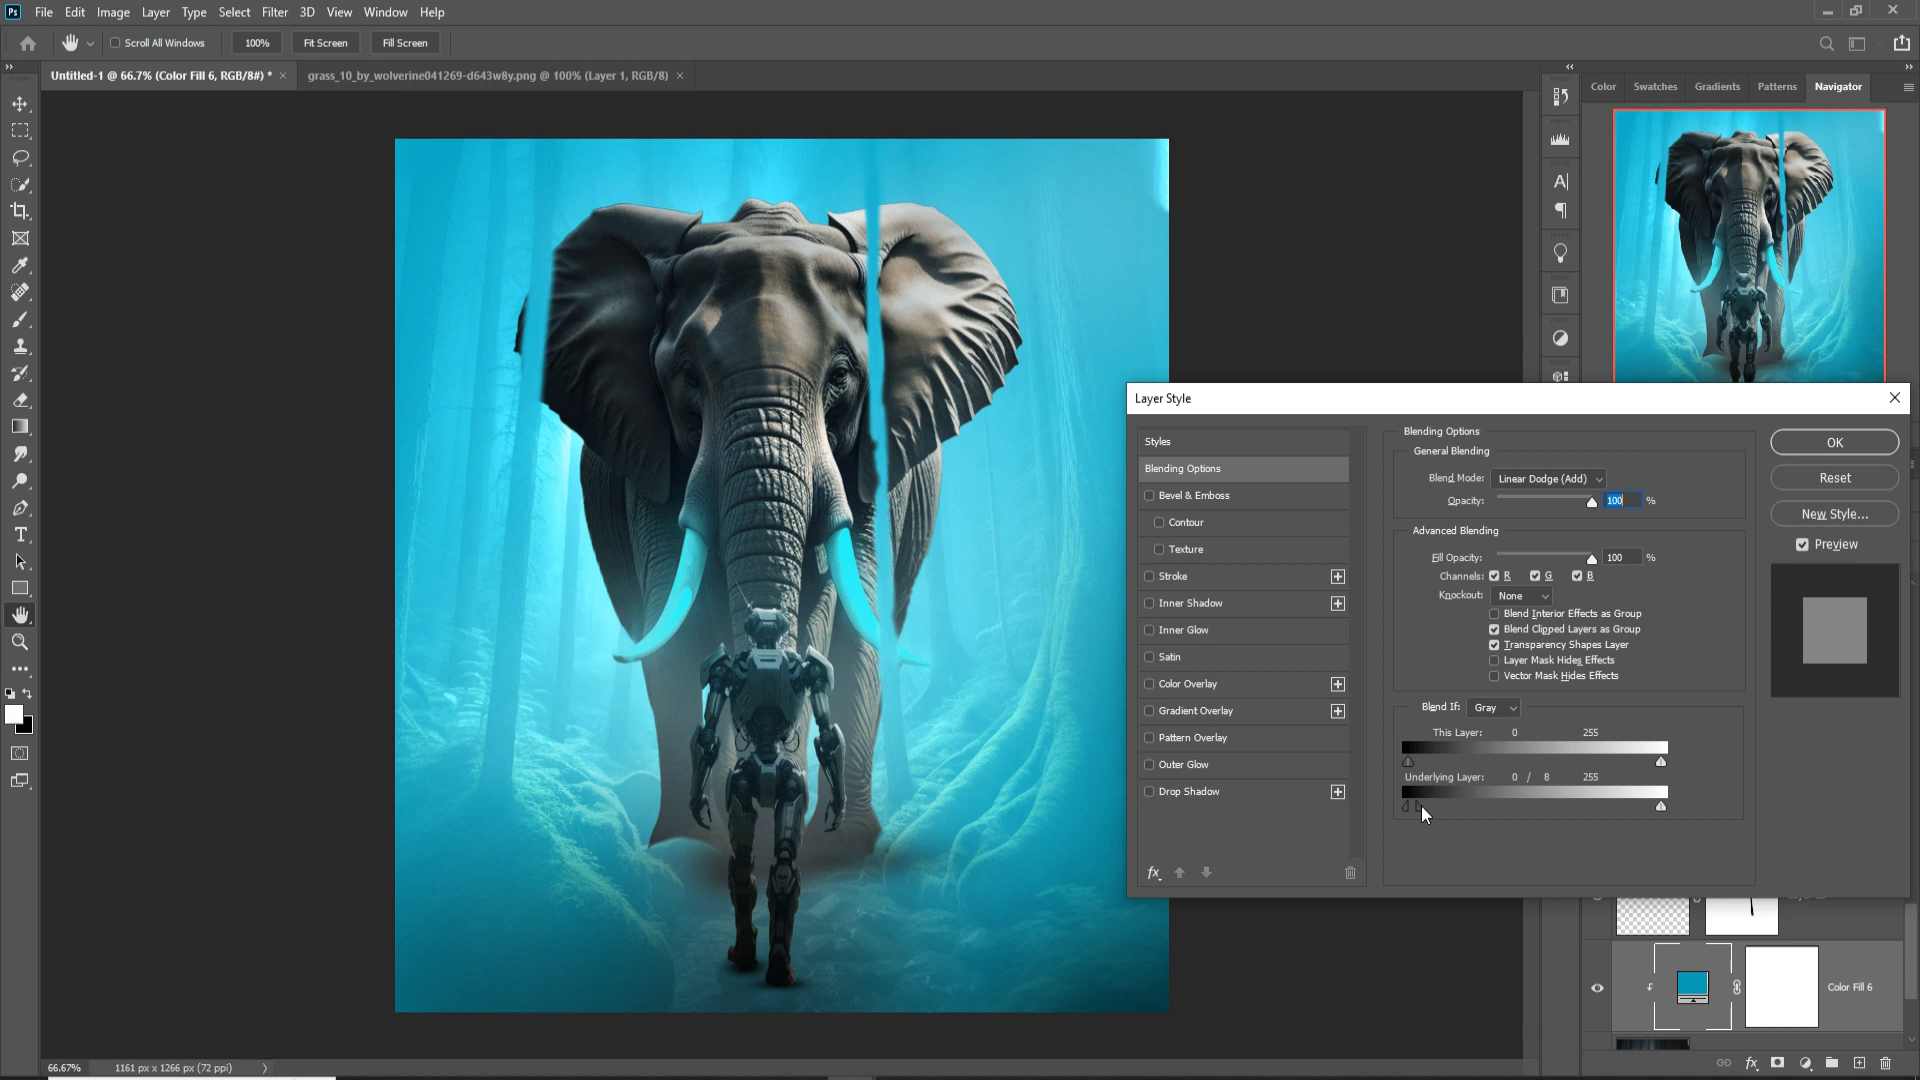 Ps File Edit Image Layer Type Select Filter 3D View Window Help
Scroll All Windows 100% Fit Screen Fill Screen
Untitled-1 @ 66.7% (Color Fill 6, RGB/8#) * × grass_10_by_wolverine041269-d643w8y.png @ 100% (Layer 1, RGB/8) ×
Color Swatches Gradients Patterns Navigator
Layer Style
Styles
Blending Options
Bevel & Emboss
Contour
Texture
Stroke
Inner Shadow
Inner Glow
Satin
Color Overlay
Gradient Overlay
Pattern Overlay
Outer Glow
Drop Shadow
fx
Blending Options
General Blending
Blend Mode: Linear Dodge (Add)
Opacity: 100 %
Advanced Blending
Fill Opacity: 100 %
Channels: R G B
Knockout: None
Blend Interior Effects as Group
Blend Clipped Layers as Group
Transparency Shapes Layer
Layer Mask Hides Effects
Vector Mask Hides Effects
Blend If: Gray
This Layer: 0 255
Underlying Layer: 0 / 8 255
OK
Reset
New Style...
Preview
Color Fill 6
fx
66.67% 1161 px x 1266 px (72 ppi)